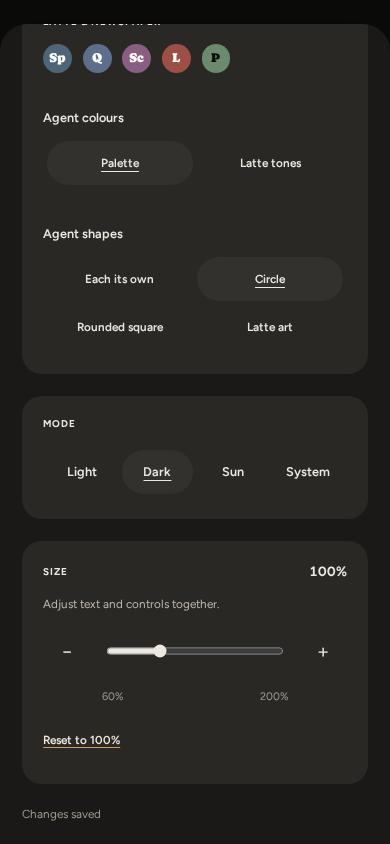 Sp Q Sc L P
Agent colours
Palette Latte tones
Agent shapes
Each its own Circle
Rounded square Latte art
MODE
Light Dark Sun System
SIZE 100%
Adjust text and controls together.
− +
60% 200%
Reset to 100%
Changes saved